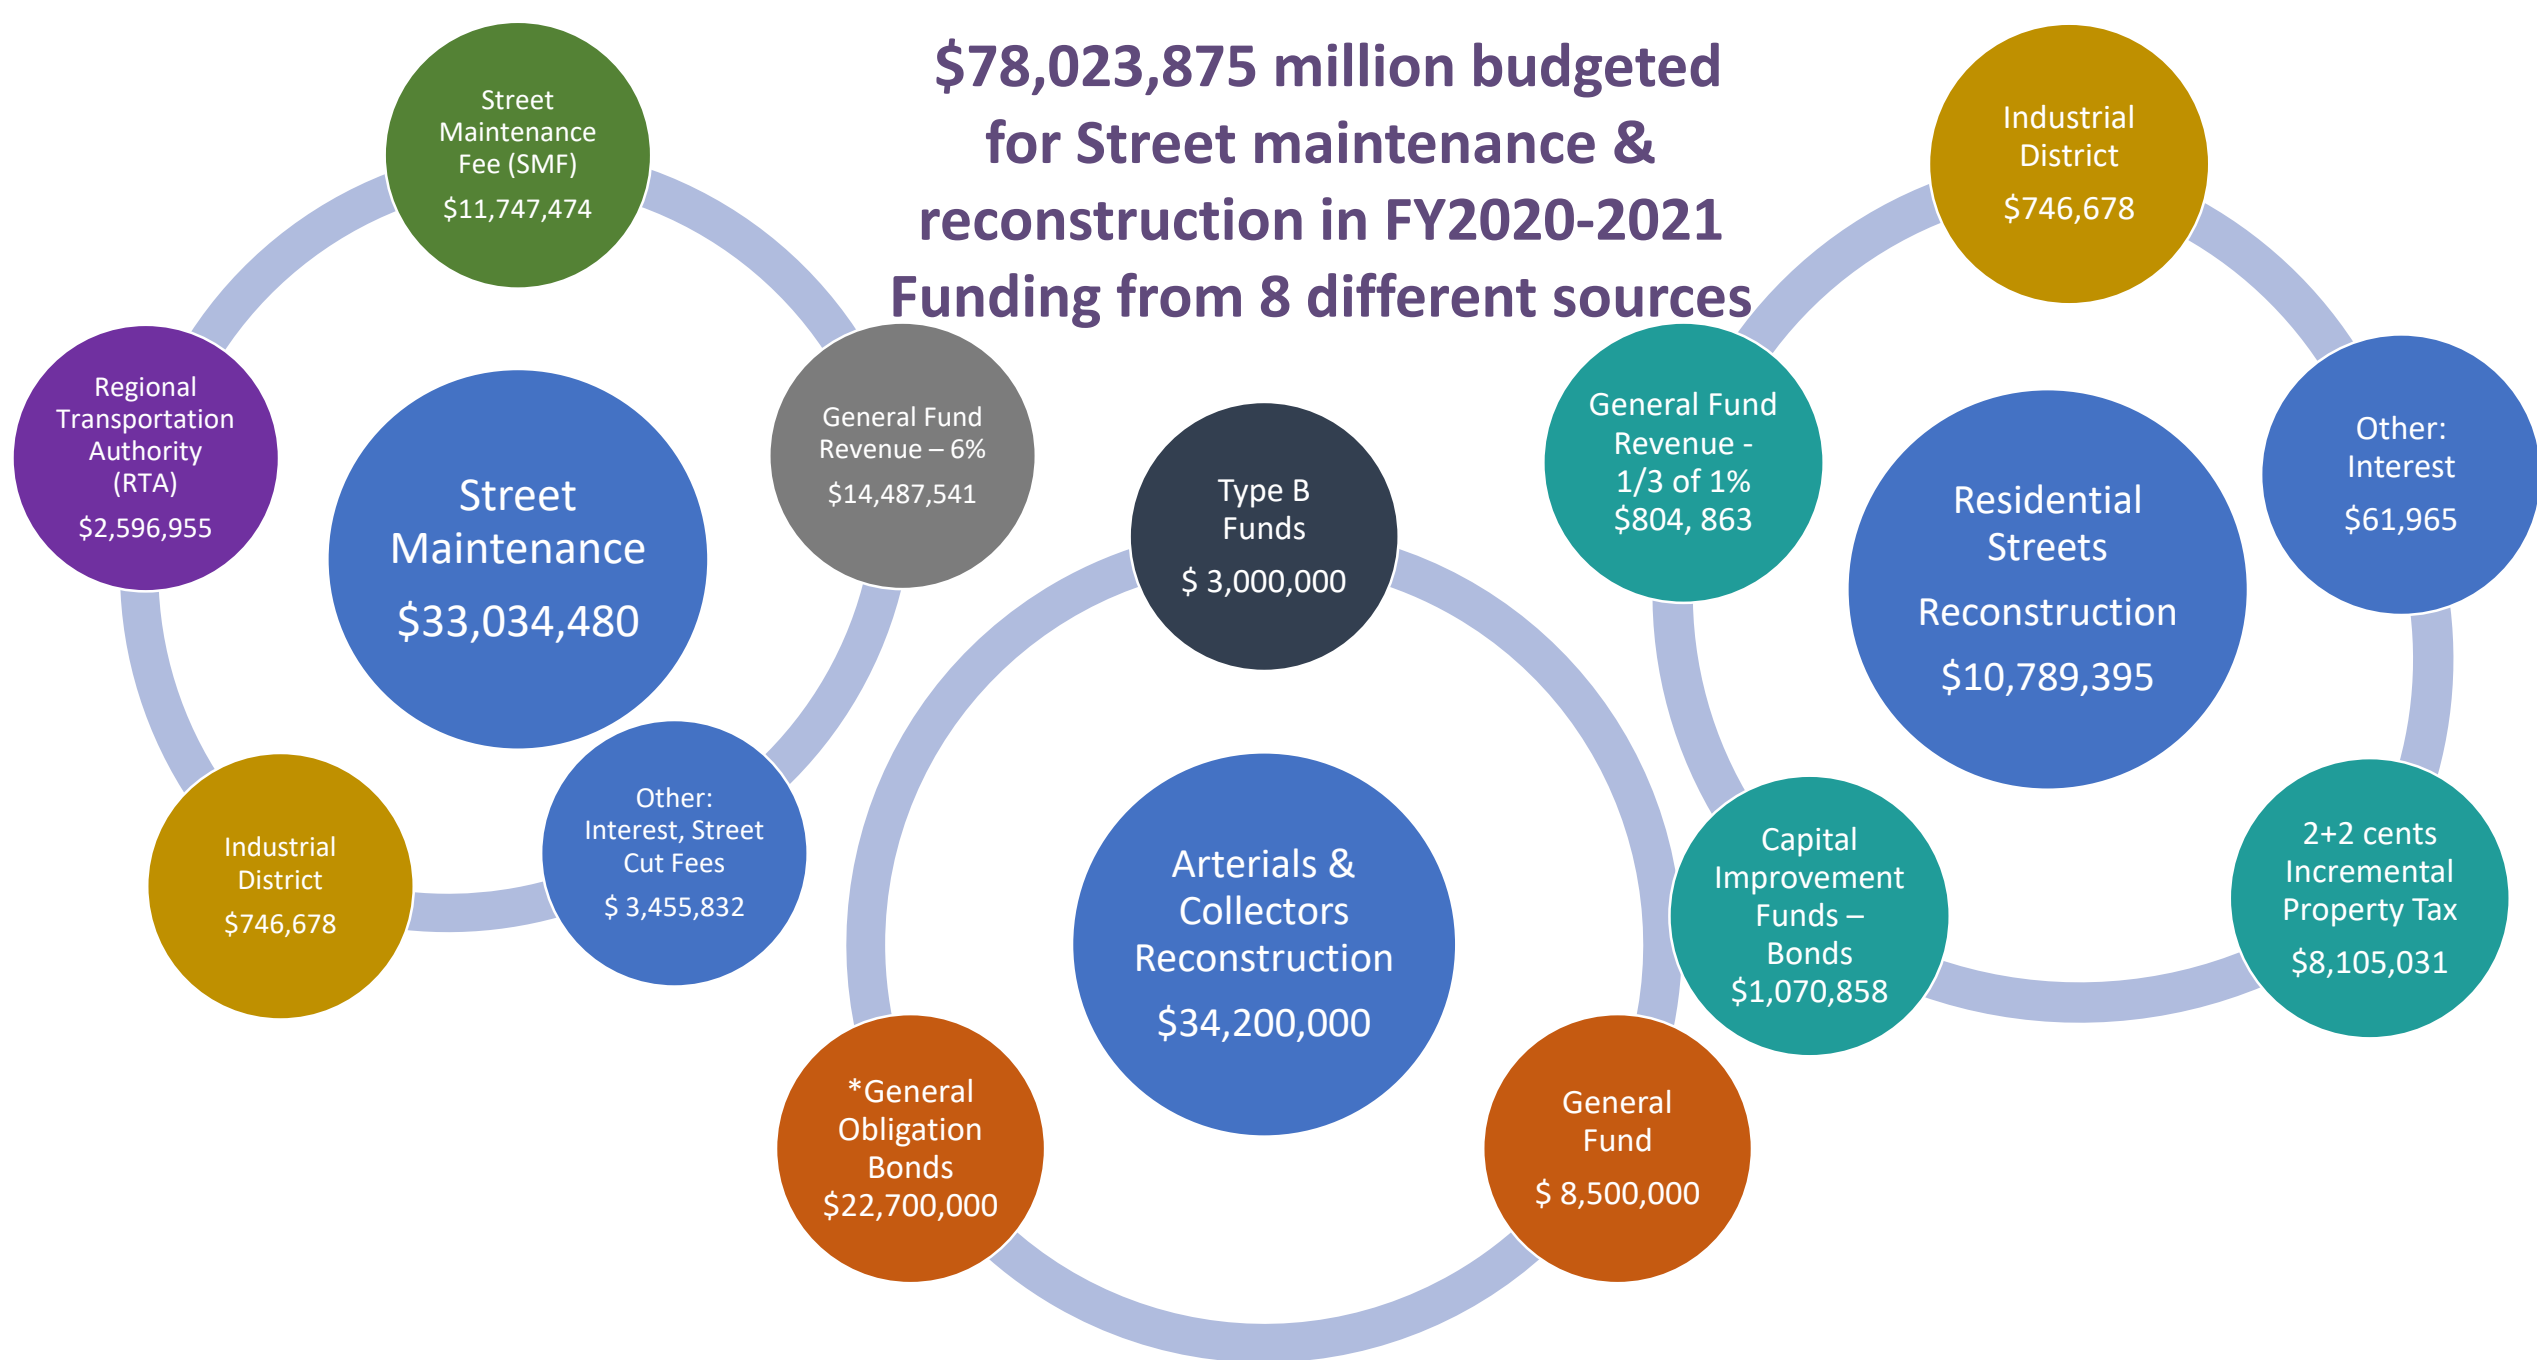 $78,023,875 million budgeted
for Street maintenance &
reconstruction in FY2020-2021
Funding from 8 different sources
Street
Maintenance
Fee (SMF)
$11,747,474
Regional
Transportation
Authority
(RTA)
$2,596,955
Street
Maintenance
$33,034,480
General Fund
Revenue – 6%
$14,487,541
Industrial
District
$746,678
Other:
Interest, Street
Cut Fees
$ 3,455,832
Type B
Funds
$ 3,000,000
Arterials &
Collectors
Reconstruction
$34,200,000
*General
Obligation
Bonds
$22,700,000
General
Fund
$ 8,500,000
Industrial
District
$746,678
General Fund
Revenue -
1/3 of 1%
$804, 863
Residential
Streets
Reconstruction
$10,789,395
Other:
Interest
$61,965
Capital
Improvement
Funds –
Bonds
$1,070,858
2+2 cents
Incremental
Property Tax
$8,105,031